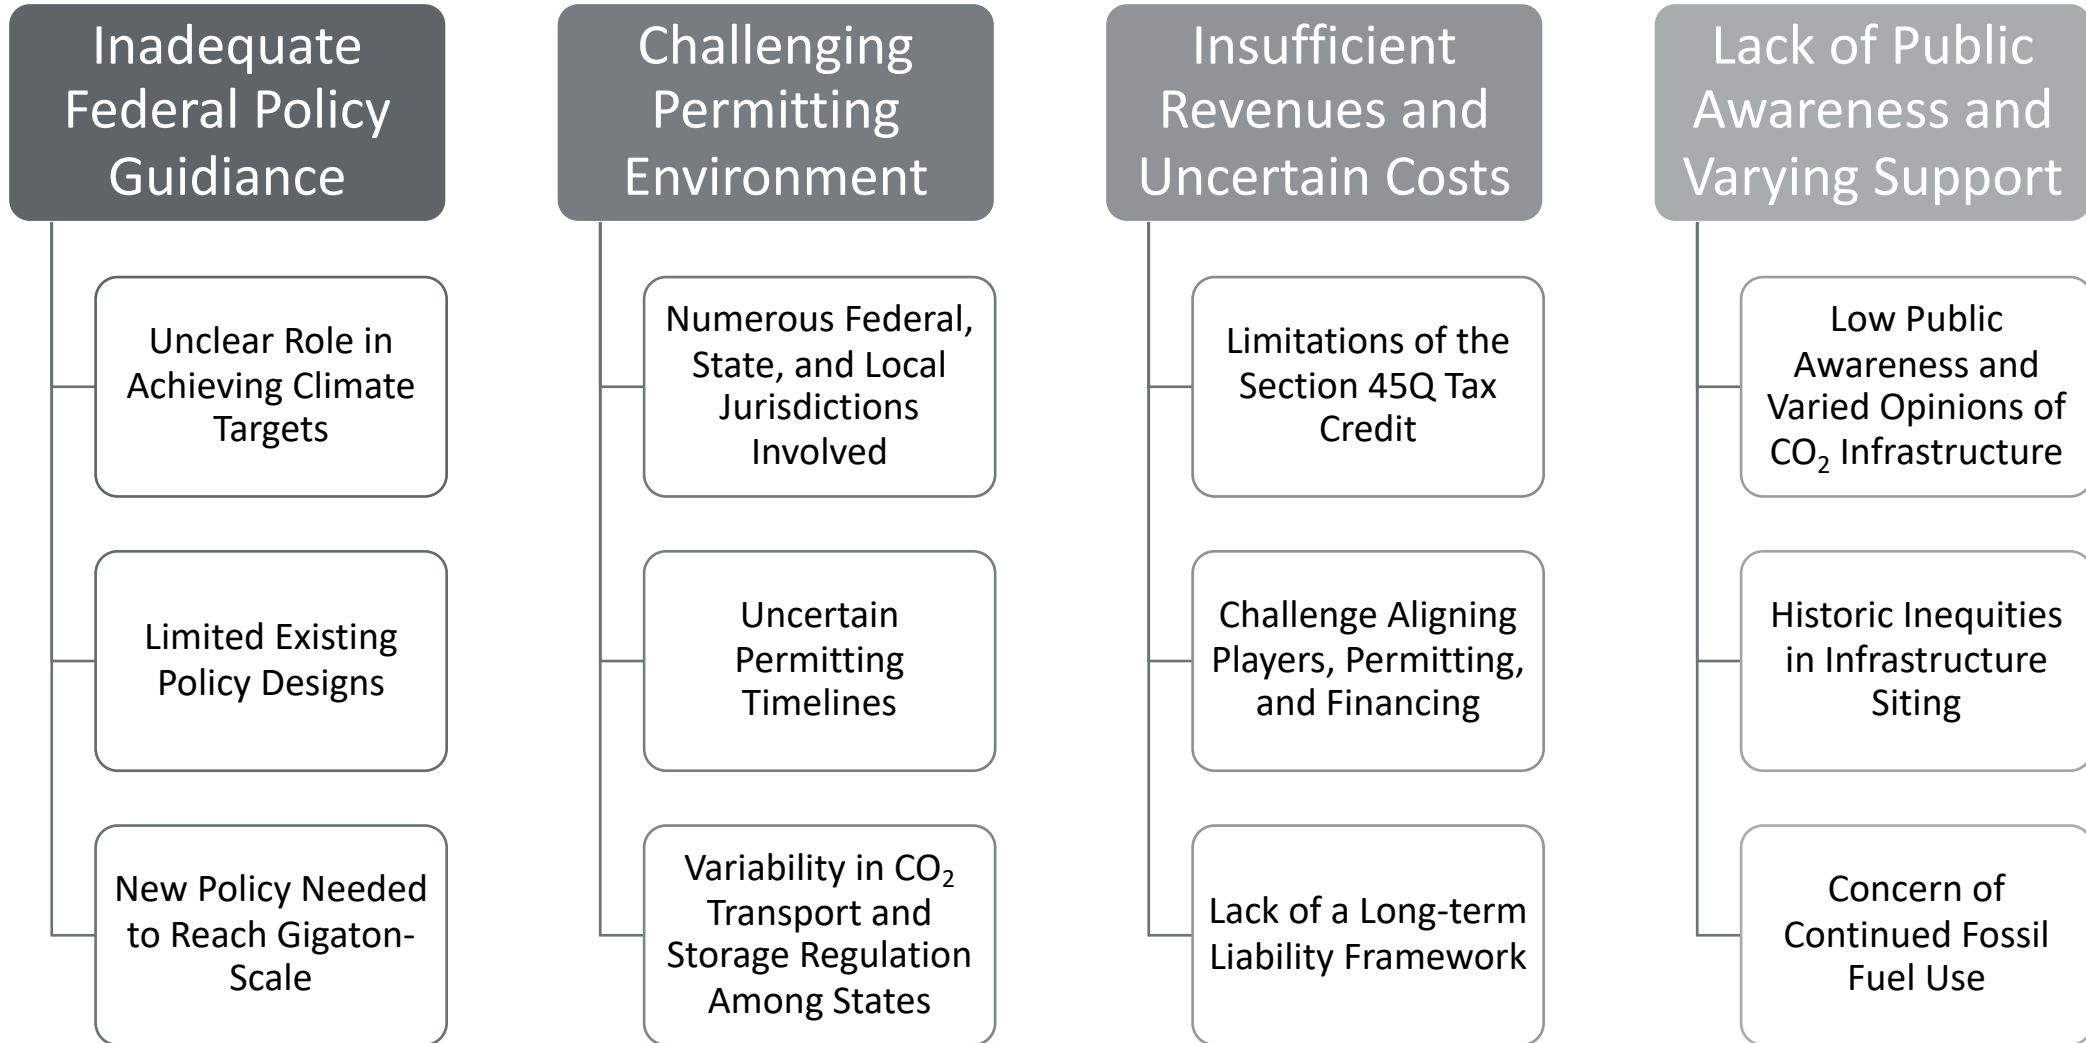 Inadequate
Federal Policy
Guidiance
Unclear Role in
Achieving Climate
Targets
Limited Existing
Policy Designs
New Policy Needed
to Reach Gigaton-
Scale
Challenging
Permitting
Environment
Numerous Federal,
State, and Local
Jurisdictions
Involved
Uncertain
Permitting
Timelines
Variability in CO₂
Transport and
Storage Regulation
Among States
Insufficient
Revenues and
Uncertain Costs
Limitations of the
Section 45Q Tax
Credit
Challenge Aligning
Players, Permitting,
and Financing
Lack of a Long-term
Liability Framework
Lack of Public
Awareness and
Varying Support
Low Public
Awareness and
Varied Opinions of
CO₂ Infrastructure
Historic Inequities
in Infrastructure
Siting
Concern of
Continued Fossil
Fuel Use